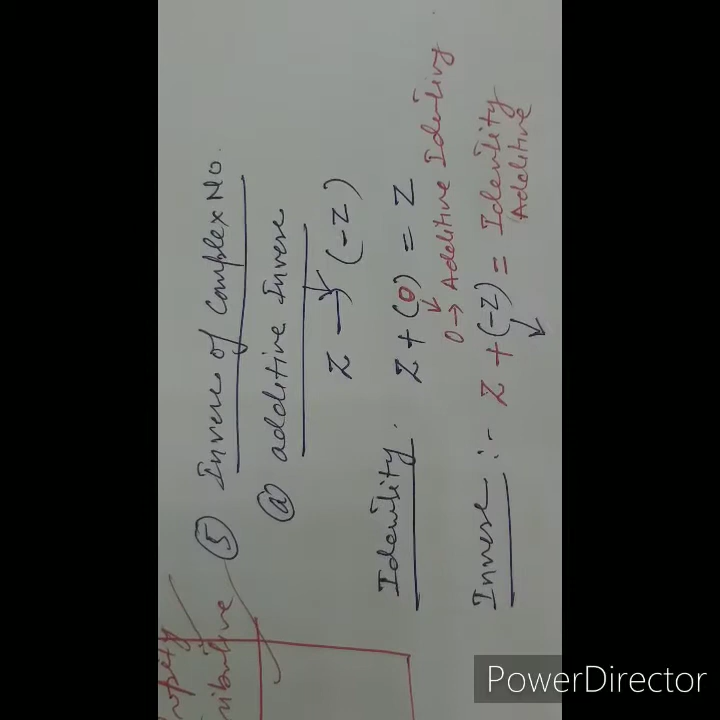 ⑤ Inverse of Complex No.
ⓐ additive Inverse
Z → (-Z)
Identity. Z + (0) = Z
0 → Additive Identity
Inverse :- Z + (-Z) = Identity
Additive
PowerDirector